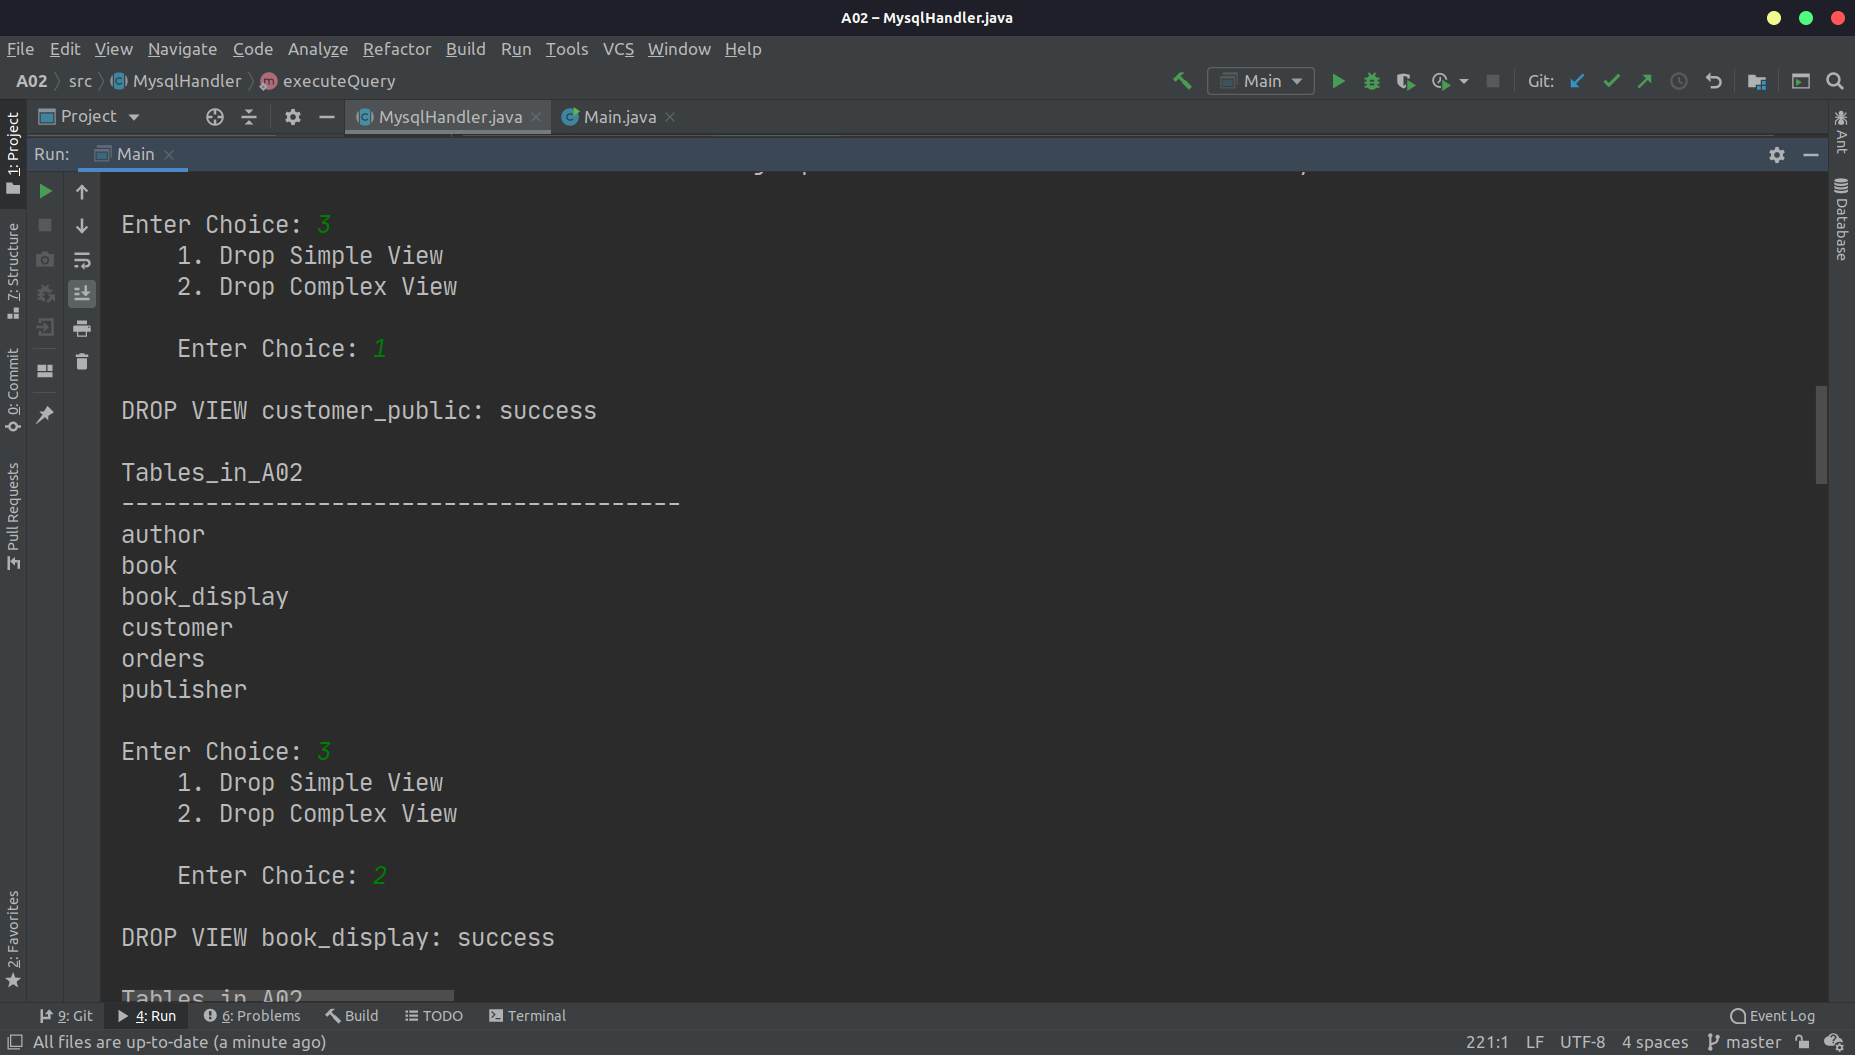 A02 – MysqlHandler.java
File Edit View Navigate Code Analyze Refactor Build Run Tools VCS Window Help
A02 src MysqlHandler executeQuery
Main Git:
Project MysqlHandler.java Main.java
Run: Main
Enter Choice: 3
1. Drop Simple View
2. Drop Complex View
Enter Choice: 1
DROP VIEW customer_public: success
Tables_in_A02
----------------------------------------
author
book
book_display
customer
orders
publisher
Enter Choice: 3
1. Drop Simple View
2. Drop Complex View
Enter Choice: 2
DROP VIEW book_display: success
Tables_in_A02
1: Project
7: Structure
0: Commit
Pull Requests
2: Favorites
Ant
Database
9: Git 4: Run 6: Problems Build TODO Terminal Event Log
All files are up-to-date (a minute ago) 221:1 LF UTF-8 4 spaces master